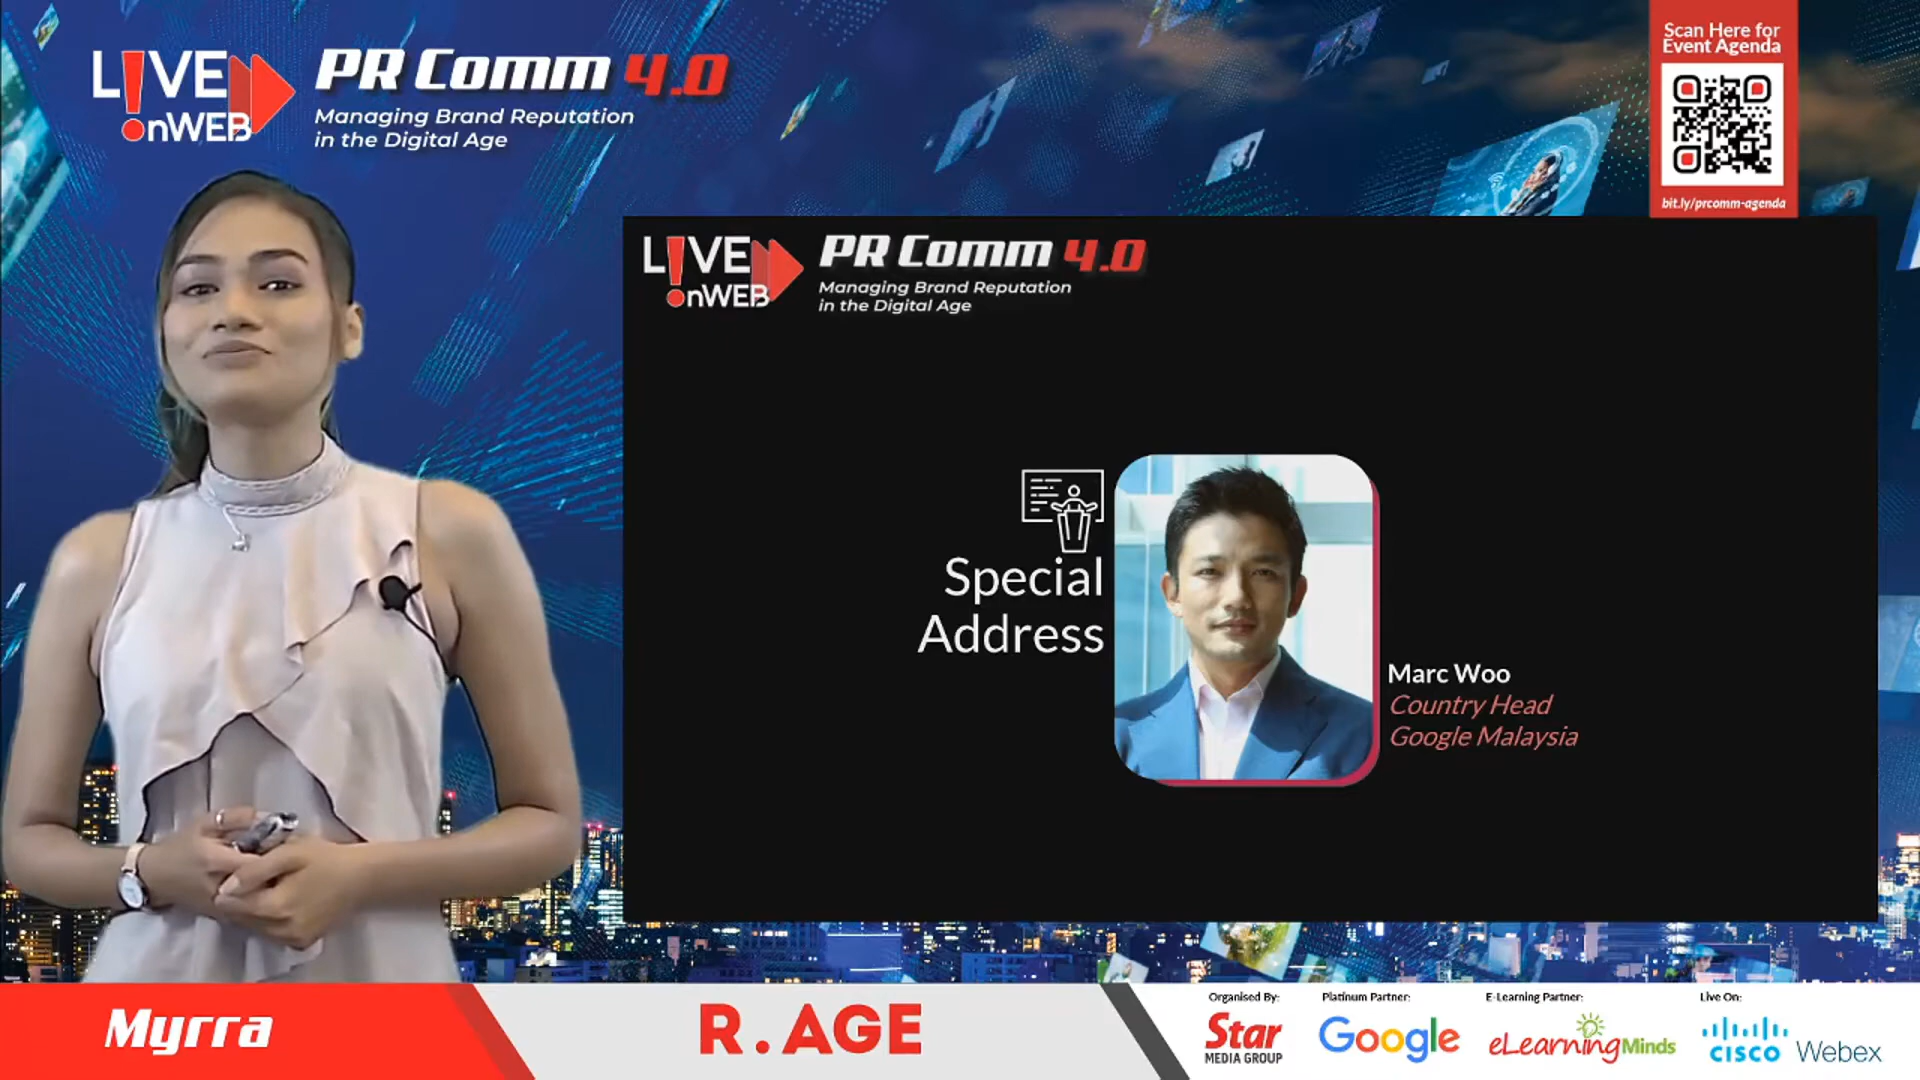 L!VE
OnWEB
PR Comm 4.0
Managing Brand Reputation
in the Digital Age
Scan Here for
Event Agenda
bit.ly/prcomm-agenda
L!VE
OnWEB
PR Comm 4.0
Managing Brand Reputation
in the Digital Age
Special
Address
Marc Woo
Country Head
Google Malaysia
Myrra
R.AGE
Organised By:
Star
MEDIA GROUP
Platinum Partner:
Google
E-Learning Partner:
eLearningMinds
Live On:
CISCO Webex